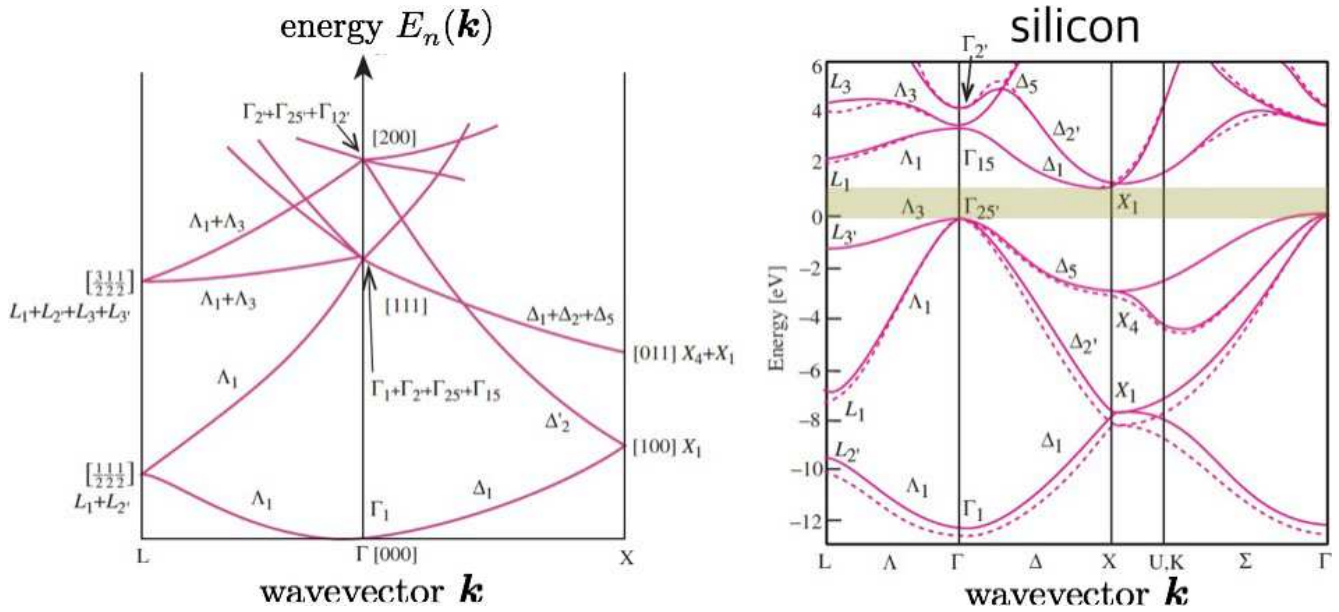 energy E_n(k)
Γ2'+Γ25'+Γ12'
[200]
Λ1+Λ3
[3/2 1/2 1/2]
L1+L2'+L3+L3'
Λ1+Λ3
[111]
Δ1+Δ2'+Δ5
[011] X4+X1
Λ1
Γ1+Γ2'+Γ25'+Γ15
Δ'2
[100] X1
[1/2 1/2 1/2]
L1+L2'
Λ1
Γ1
Δ1
L
Γ [000]
X
wavevector k
silicon
Γ2'
6
4
2
0
−2
−4
−6
−8
−10
−12
Energy [eV]
L3
Λ3
Δ5
Δ2'
Λ1
Γ15
Δ1
L1
Λ3
Γ25'
X1
L3'
Δ5
Λ1
X4
Δ2'
L1
X1
L2'
Δ1
Λ1
Γ1
L Λ Γ Δ X U,K Σ Γ
wavevector k